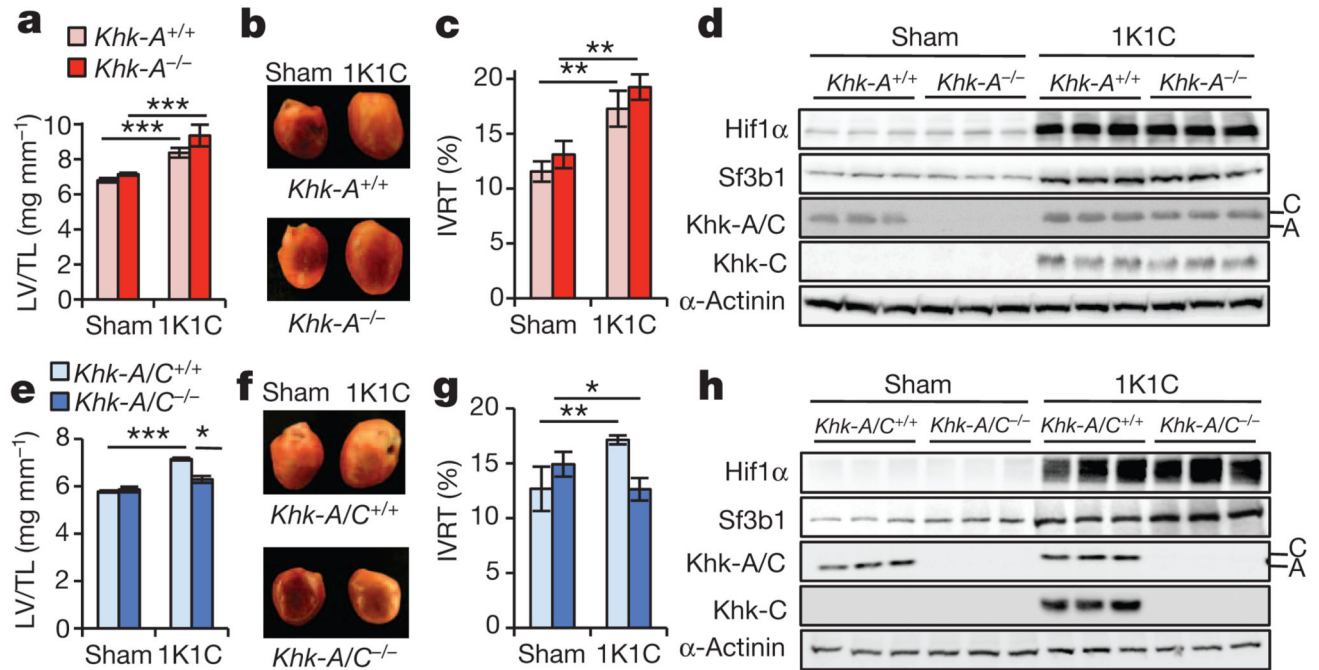 a
Khk-A+/+
Khk-A–/–
***
***
LV/TL (mg mm–1)
10
8
6
4
2
0
Sham 1K1C
b
Sham 1K1C
Khk-A+/+
Khk-A–/–
c
**
**
IVRT (%)
20
15
10
5
0
Sham 1K1C
d
Sham 1K1C
Khk-A+/+ Khk-A–/– Khk-A+/+ Khk-A–/–
Hif1α
Sf3b1
Khk-A/C
C
A
Khk-C
α-Actinin
e
Khk-A/C+/+
Khk-A/C–/–
*** *
LV/TL (mg mm–1)
8
6
4
2
0
Sham 1K1C
f
Sham 1K1C
Khk-A/C+/+
Khk-A/C–/–
g
*
**
IVRT (%)
20
15
10
5
0
Sham 1K1C
h
Sham 1K1C
Khk-A/C+/+ Khk-A/C–/– Khk-A/C+/+ Khk-A/C–/–
Hif1α
Sf3b1
Khk-A/C
C
A
Khk-C
α-Actinin